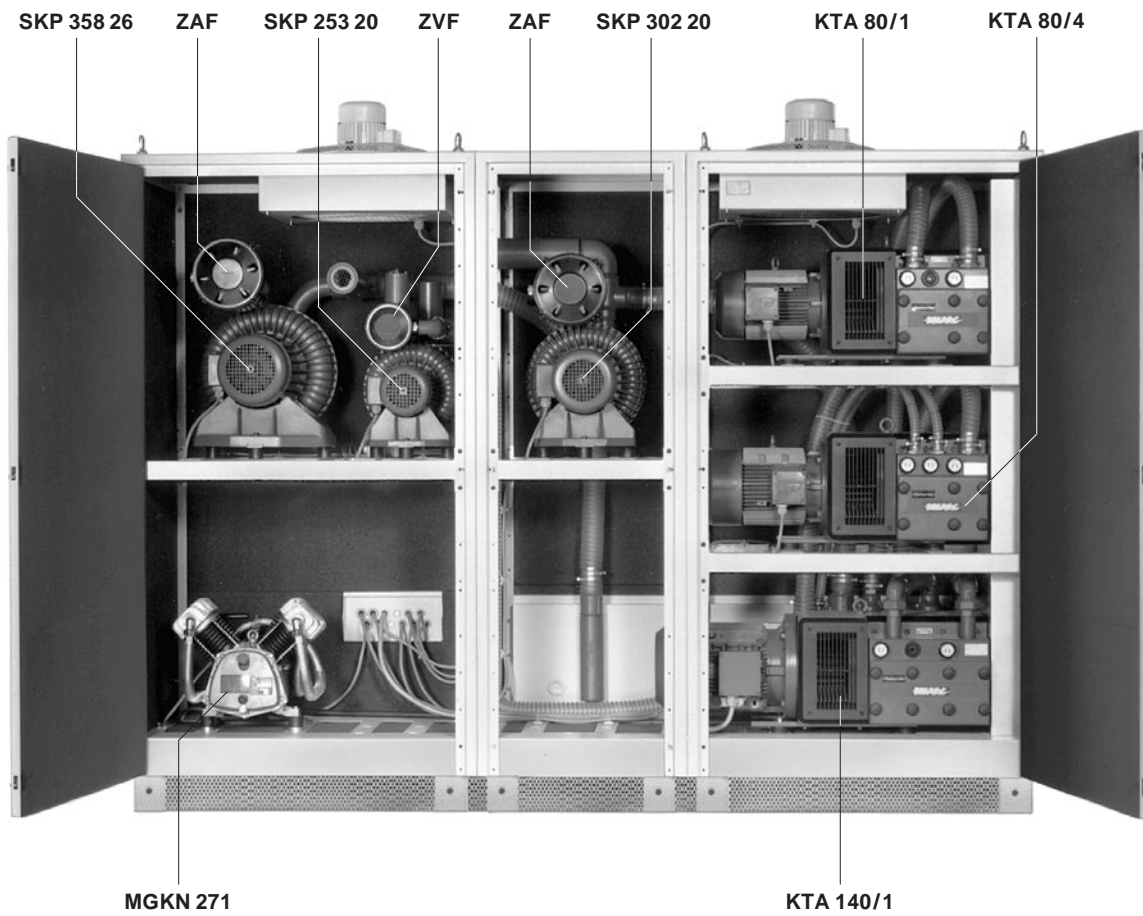 SKP 358 26
ZAF
SKP 253 20
ZVF
ZAF
SKP 302 20
KTA 80/1
KTA 80/4
MGKN 271
KTA 140/1